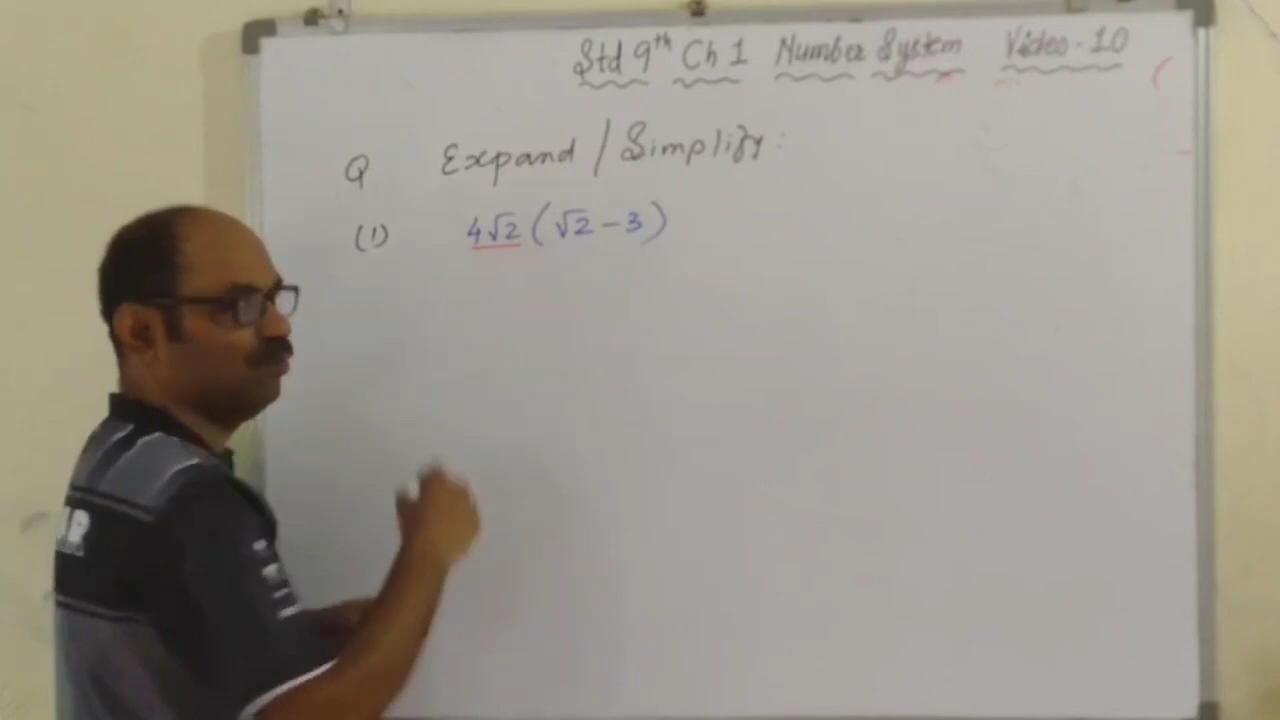 Std 9th Ch 1 Number System Video - 10
Q Expand / Simplify:
(1) 4√2 (√2 - 3)